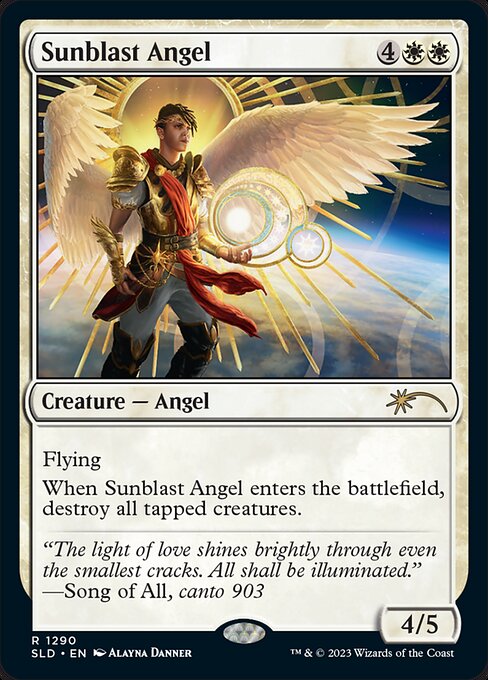 Sunblast Angel 4
Creature — Angel
Flying
When Sunblast Angel enters the battlefield,
destroy all tapped creatures.
“The light of love shines brightly through even
the smallest cracks. All shall be illuminated.”
—Song of All, canto 903
4/5
R 1290
SLD • EN Alayna Danner
™ & © 2023 Wizards of the Coast